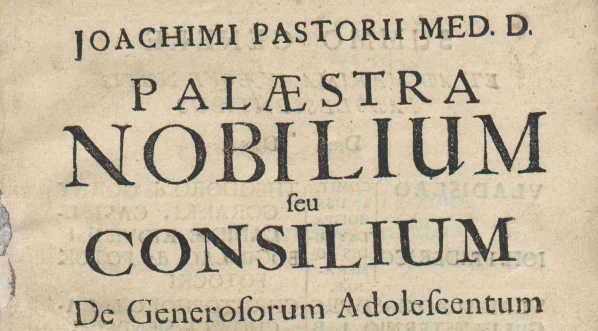 JOACHIMI PASTORII MED. D.
PALÆSTRA
NOBILIUM
ſeu
CONSILIUM
De Generoſorum Adoleſcentum